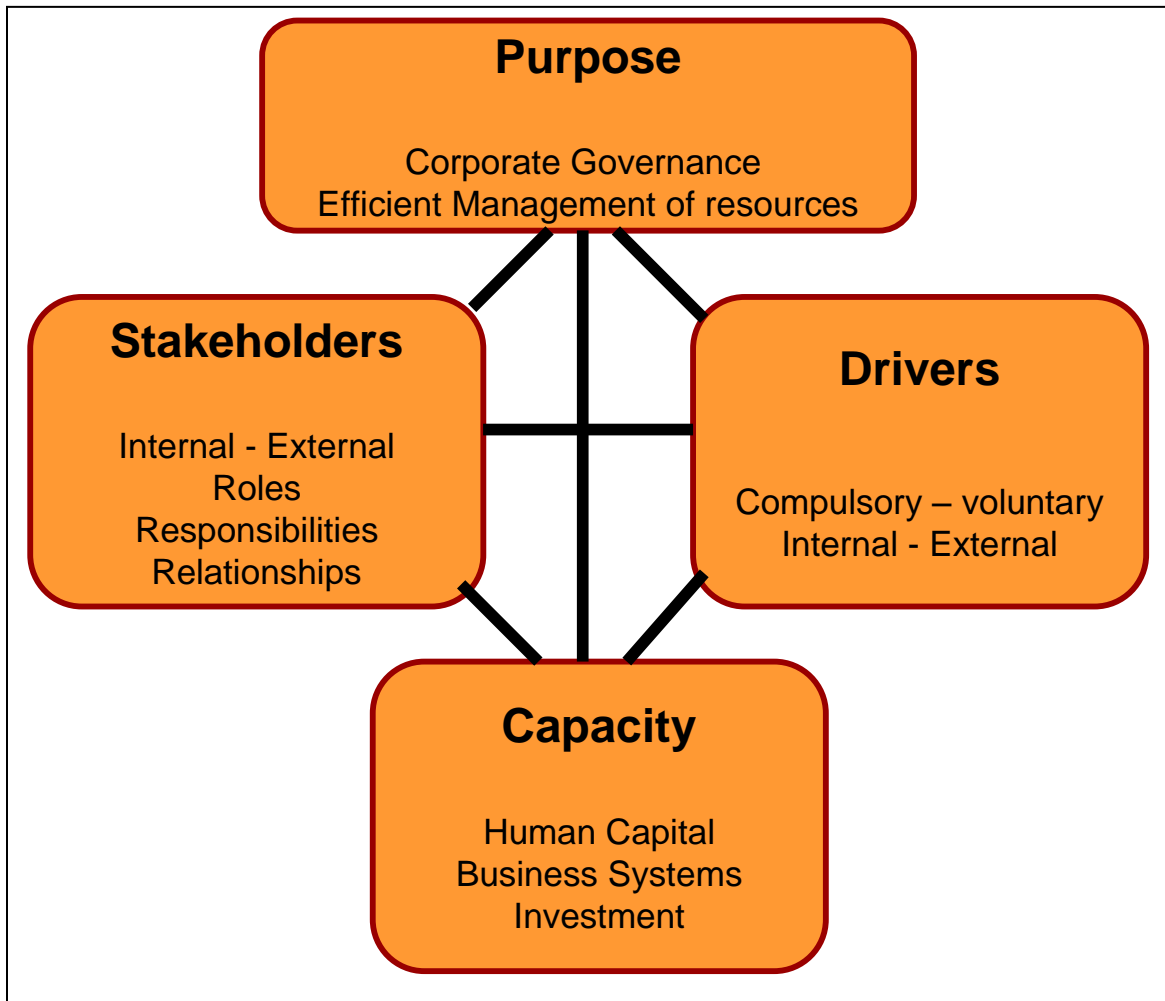 Purpose
Corporate Governance
Efficient Management of resources
Stakeholders
Internal - External
Roles
Responsibilities
Relationships
Drivers
Compulsory – voluntary
Internal - External
Capacity
Human Capital
Business Systems
Investment